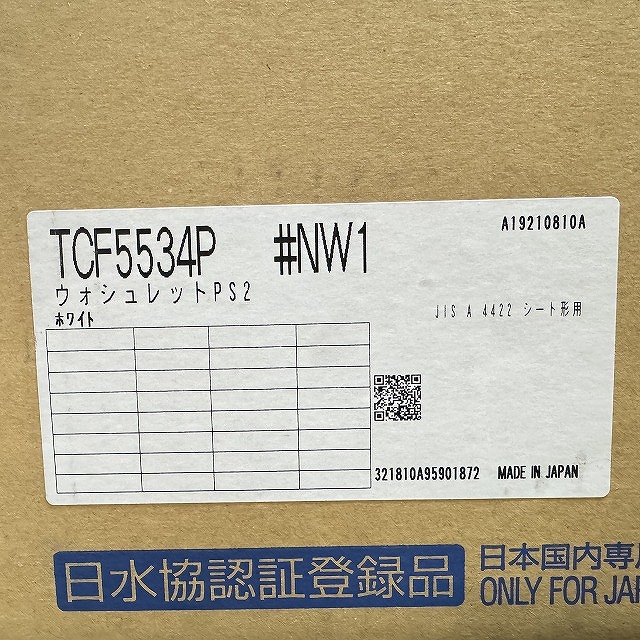 TCF5534P #NW1
A19210810A
ウォシュレットPS2
ホワイト
JIS A 4422 シート形用
321810A95901872 MADE IN JAPAN
日水協認証登録品
日本国内専
ONLY FOR JAP